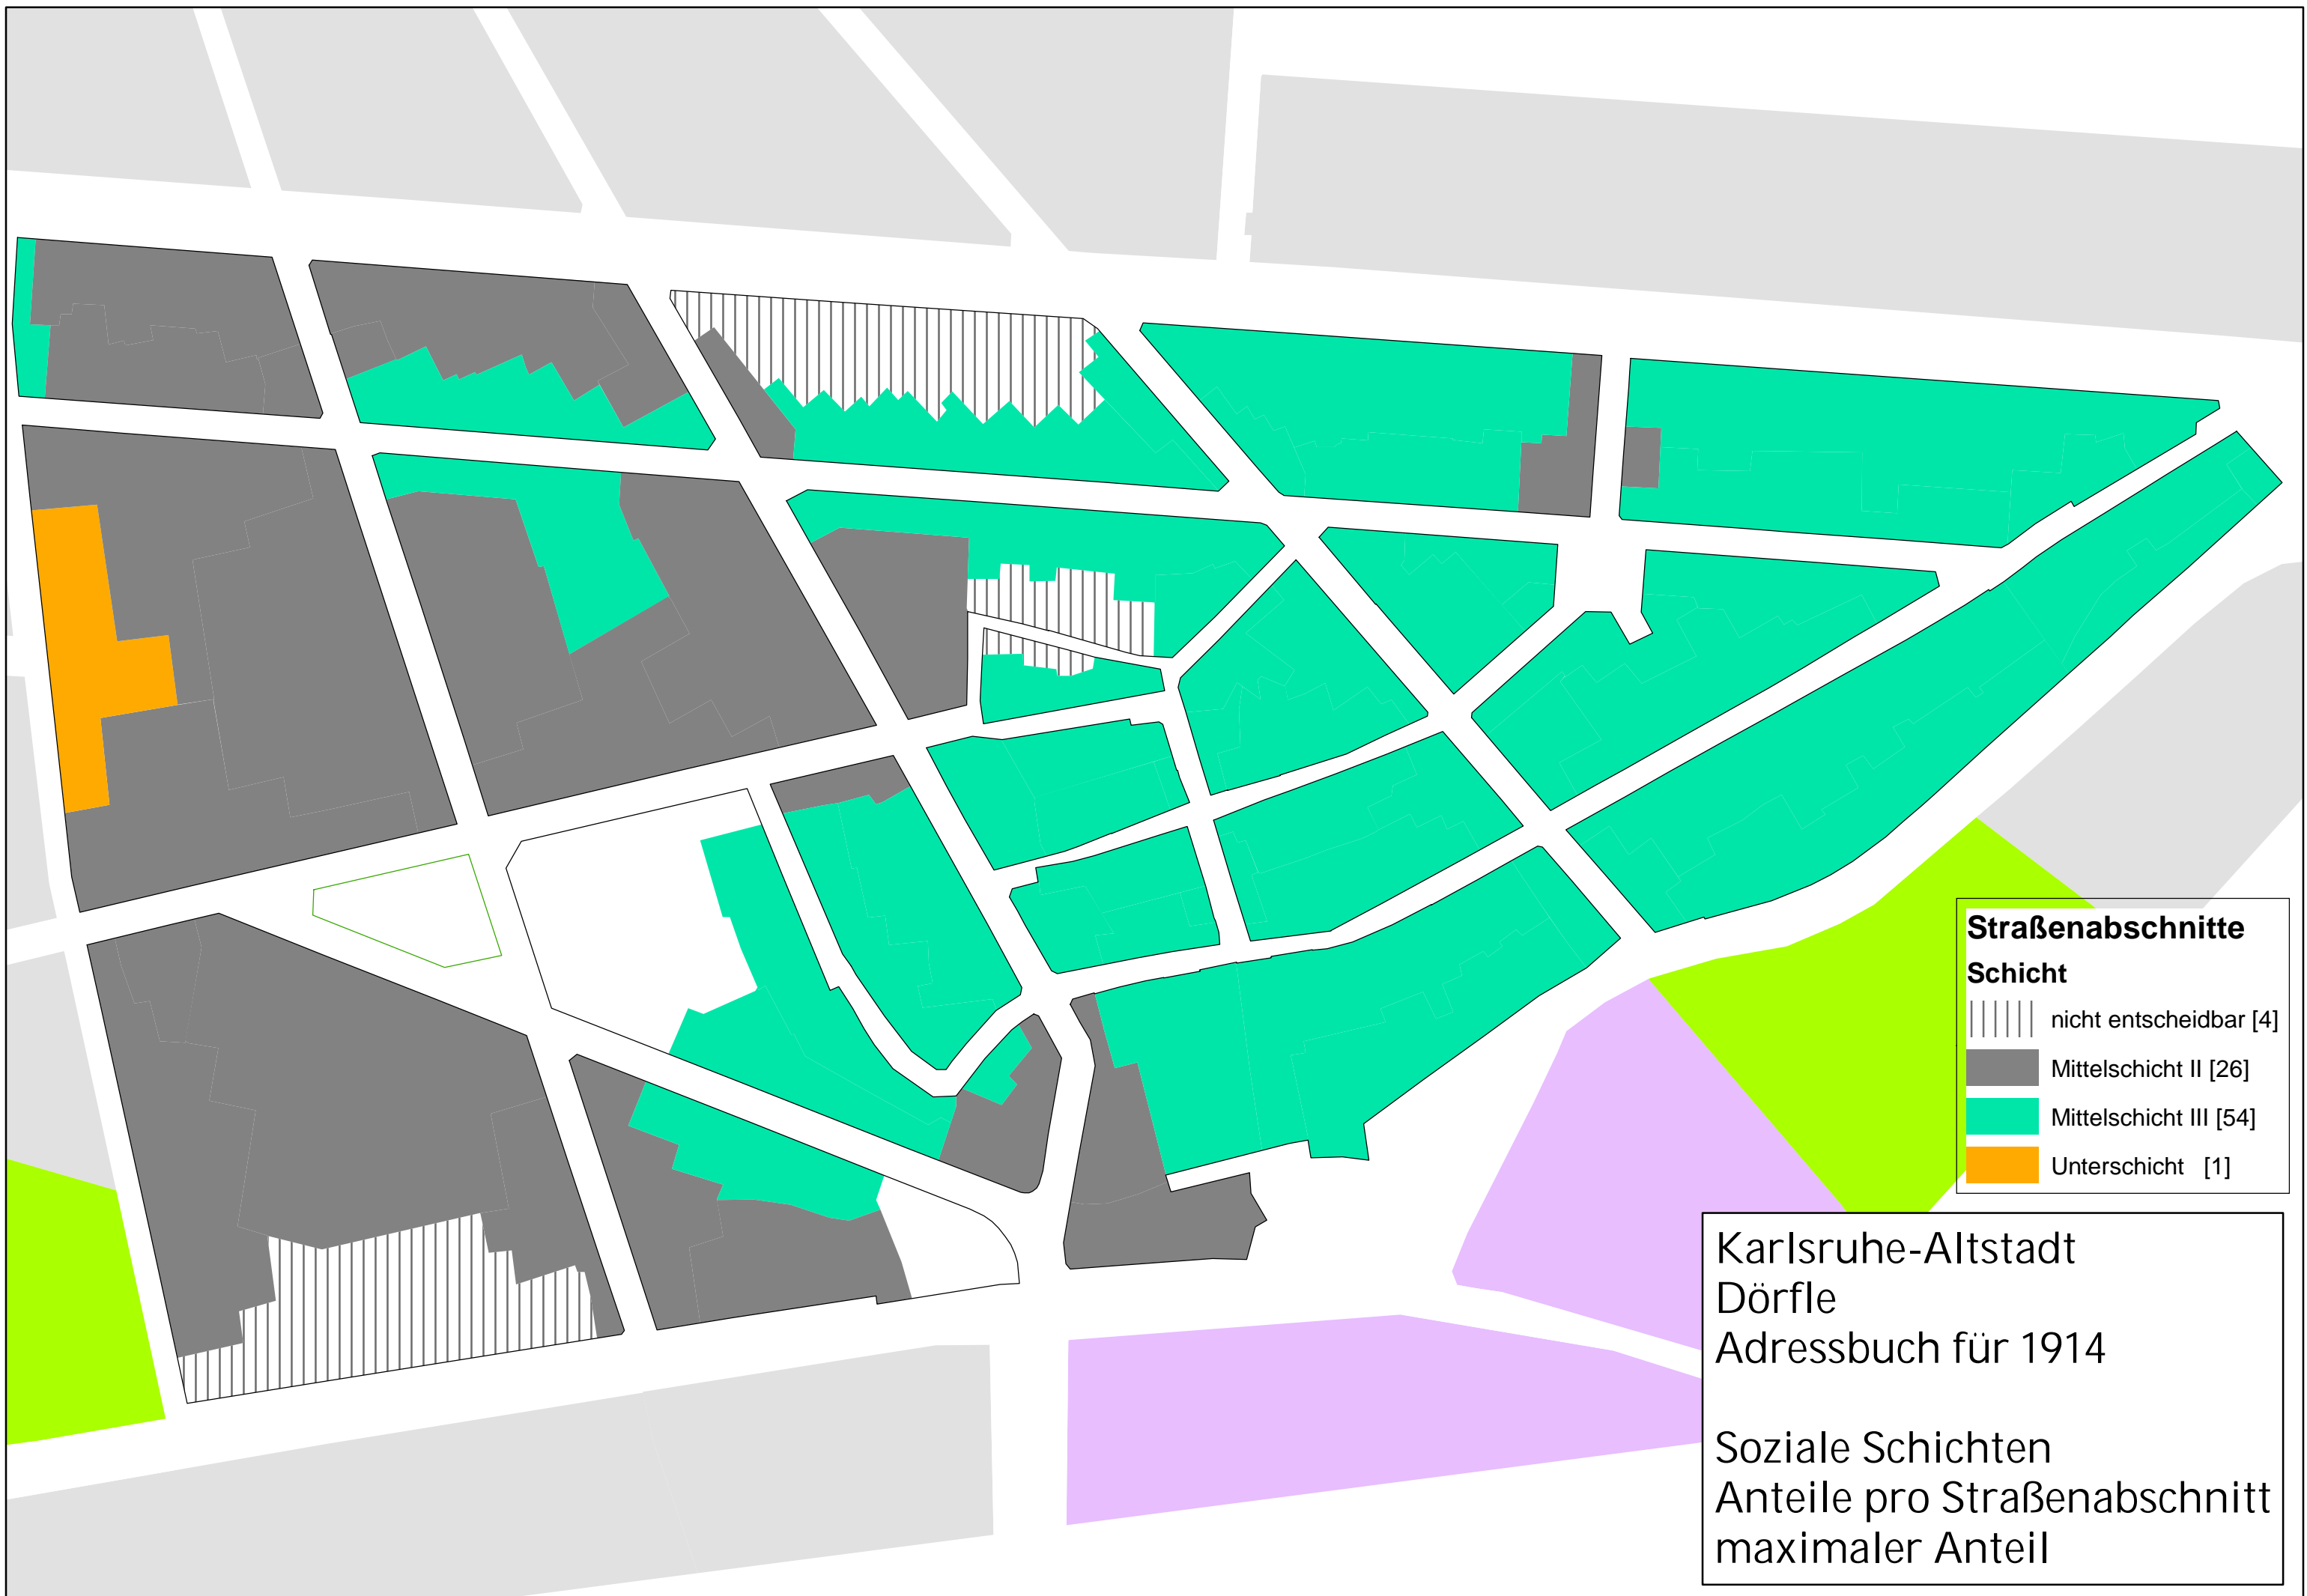 Straßenabschnitte
Schicht
nicht entscheidbar [4]
Mittelschicht II [26]
Mittelschicht III [54]
Unterschicht [1]
Karlsruhe-Altstadt
Dörfle
Adressbuch für 1914
Soziale Schichten
Anteile pro Straßenabschnitt
maximaler Anteil